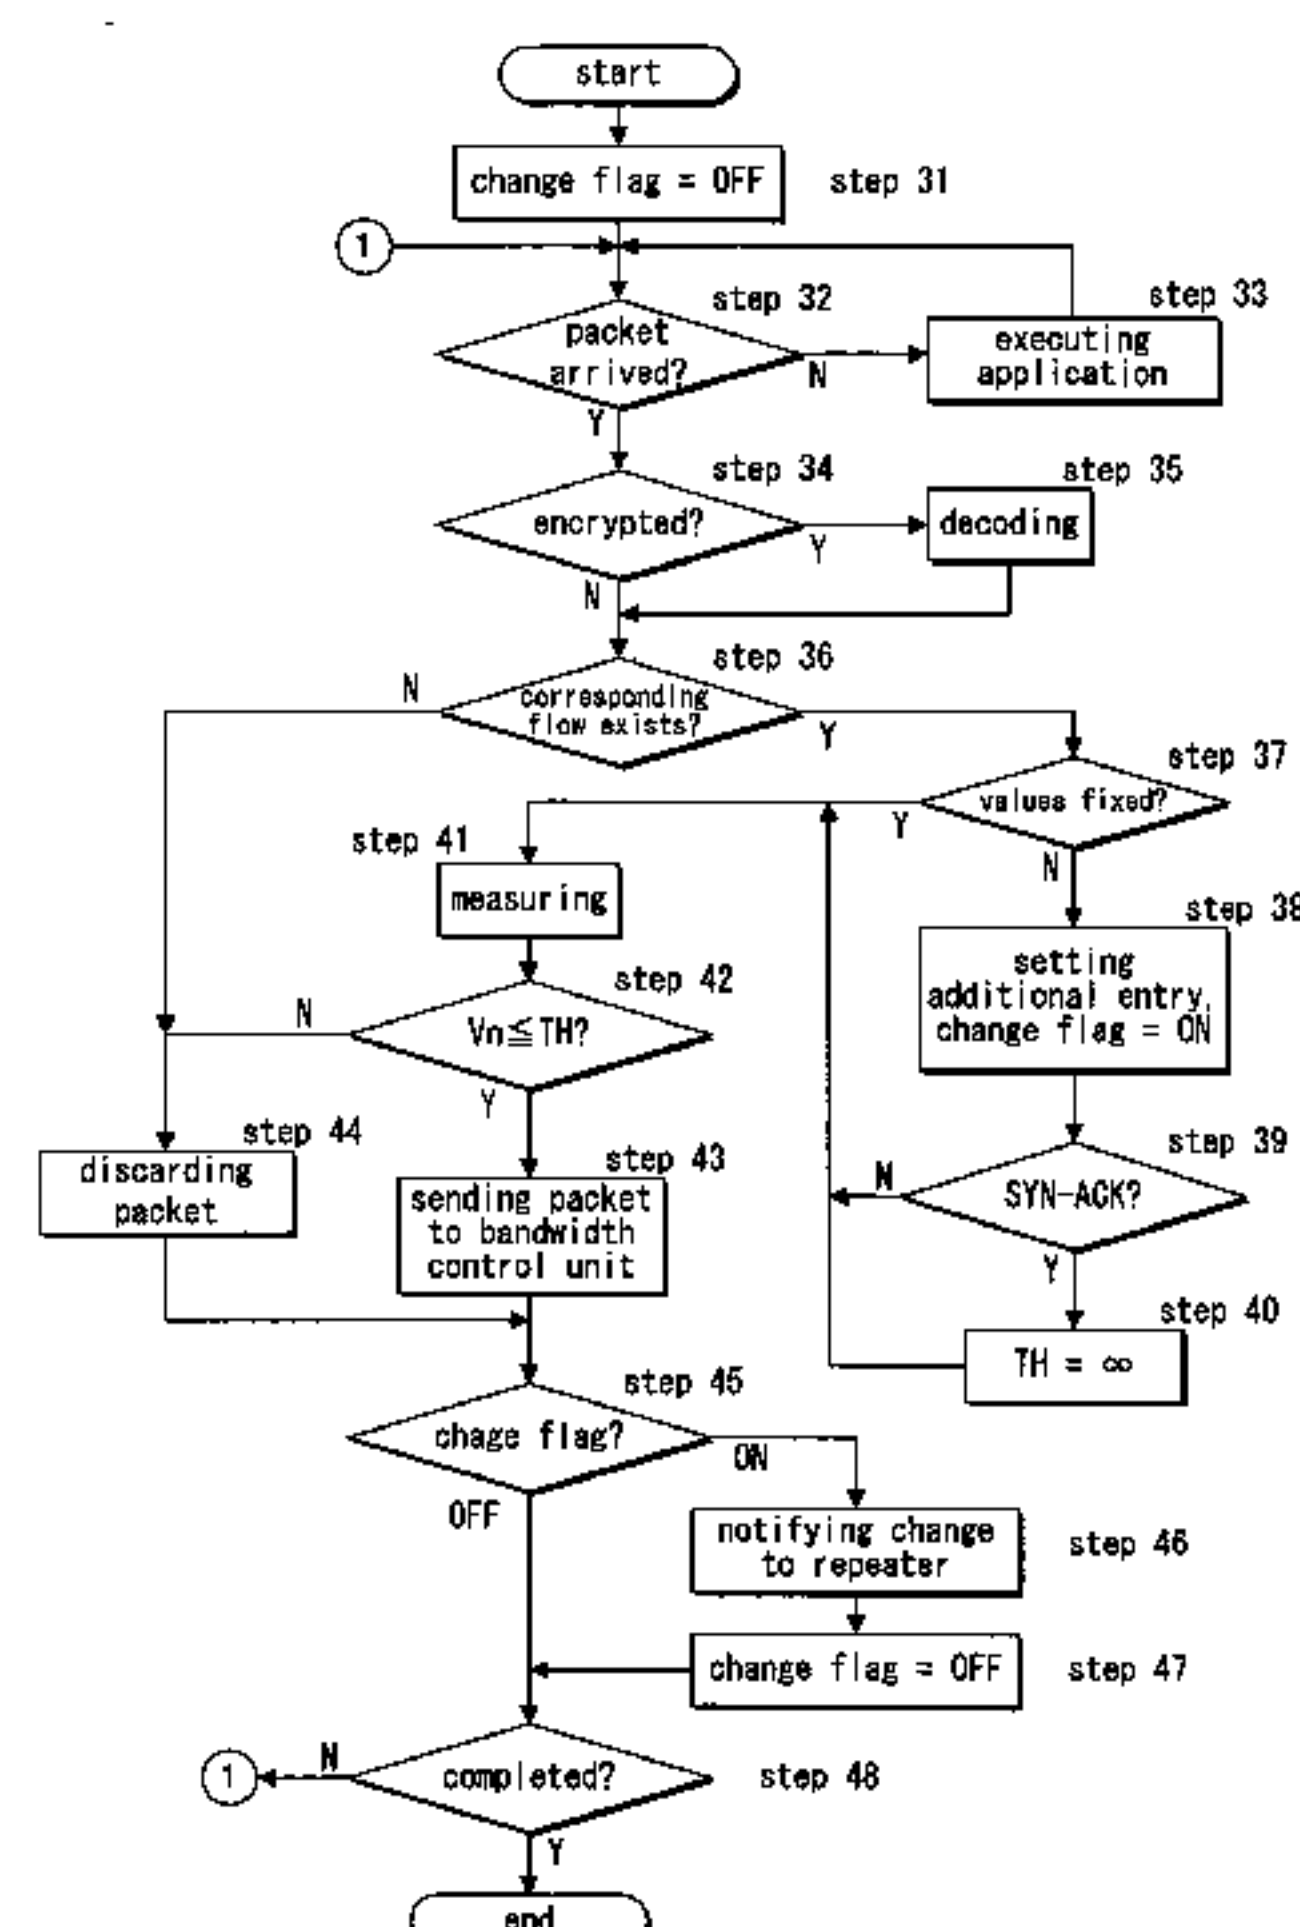 start
change flag = OFF
step 31
1
step 32
packet
arrived?
N
Y
step 33
executing
application
step 34
encrypted?
Y
N
step 35
decoding
step 36
corresponding
flow exists?
N
Y
step 37
values fixed?
Y
N
step 41
measuring
step 38
setting
additional entry,
change flag = ON
step 42
Vn≦TH?
N
Y
step 39
SYN-ACK?
N
Y
step 44
discarding
packet
step 43
sending packet
to bandwidth
control unit
step 40
TH = ∞
step 45
chage flag?
ON
OFF
notifying change
to repeater
step 46
change flag = OFF
step 47
completed?
step 48
N
1
Y
end